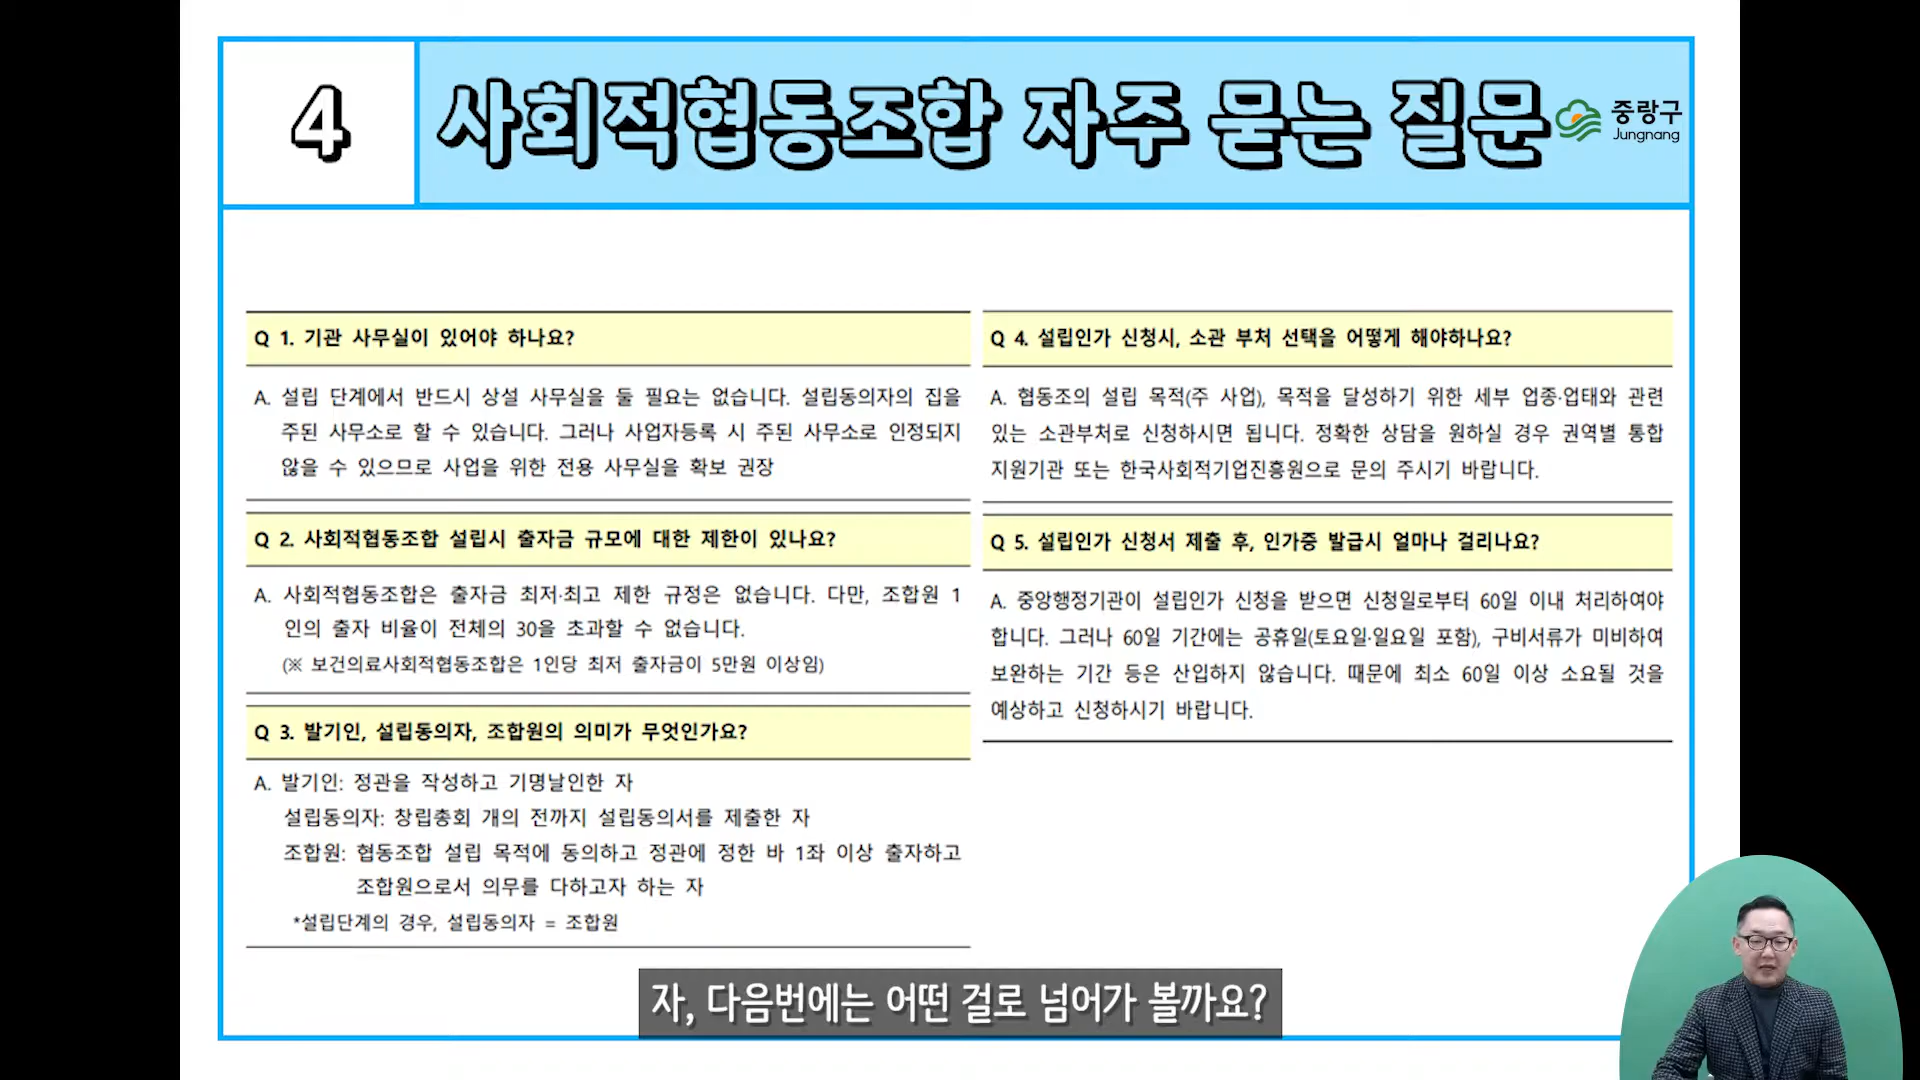 4
사회적협동조합 자주 묻는 질문
중랑구
Jungnang
Q 1. 기관 사무실이 있어야 하나요?
A. 설립 단계에서 반드시 상설 사무실을 둘 필요는 없습니다. 설립동의자의 집을
주된 사무소로 할 수 있습니다. 그러나 사업자등록 시 주된 사무소로 인정되지
않을 수 있으므로 사업을 위한 전용 사무실을 확보 권장
Q 2. 사회적협동조합 설립시 출자금 규모에 대한 제한이 있나요?
A. 사회적협동조합은 출자금 최저·최고 제한 규정은 없습니다. 다만, 조합원 1
인의 출자 비율이 전체의 30을 초과할 수 없습니다.
(※ 보건의료사회적협동조합은 1인당 최저 출자금이 5만원 이상임)
Q 3. 발기인, 설립동의자, 조합원의 의미가 무엇인가요?
A. 발기인: 정관을 작성하고 기명날인한 자
설립동의자: 창립총회 개의 전까지 설립동의서를 제출한 자
조합원: 협동조합 설립 목적에 동의하고 정관에 정한 바 1좌 이상 출자하고
조합원으로서 의무를 다하고자 하는 자
*설립단계의 경우, 설립동의자 = 조합원
Q 4. 설립인가 신청시, 소관 부처 선택을 어떻게 해야하나요?
A. 협동조의 설립 목적(주 사업), 목적을 달성하기 위한 세부 업종·업태와 관련
있는 소관부처로 신청하시면 됩니다. 정확한 상담을 원하실 경우 권역별 통합
지원기관 또는 한국사회적기업진흥원으로 문의 주시기 바랍니다.
Q 5. 설립인가 신청서 제출 후, 인가증 발급시 얼마나 걸리나요?
A. 중앙행정기관이 설립인가 신청을 받으면 신청일로부터 60일 이내 처리하여야
합니다. 그러나 60일 기간에는 공휴일(토요일·일요일 포함), 구비서류가 미비하여
보완하는 기간 등은 산입하지 않습니다. 때문에 최소 60일 이상 소요될 것을
예상하고 신청하시기 바랍니다.
자, 다음번에는 어떤 걸로 넘어가 볼까요?